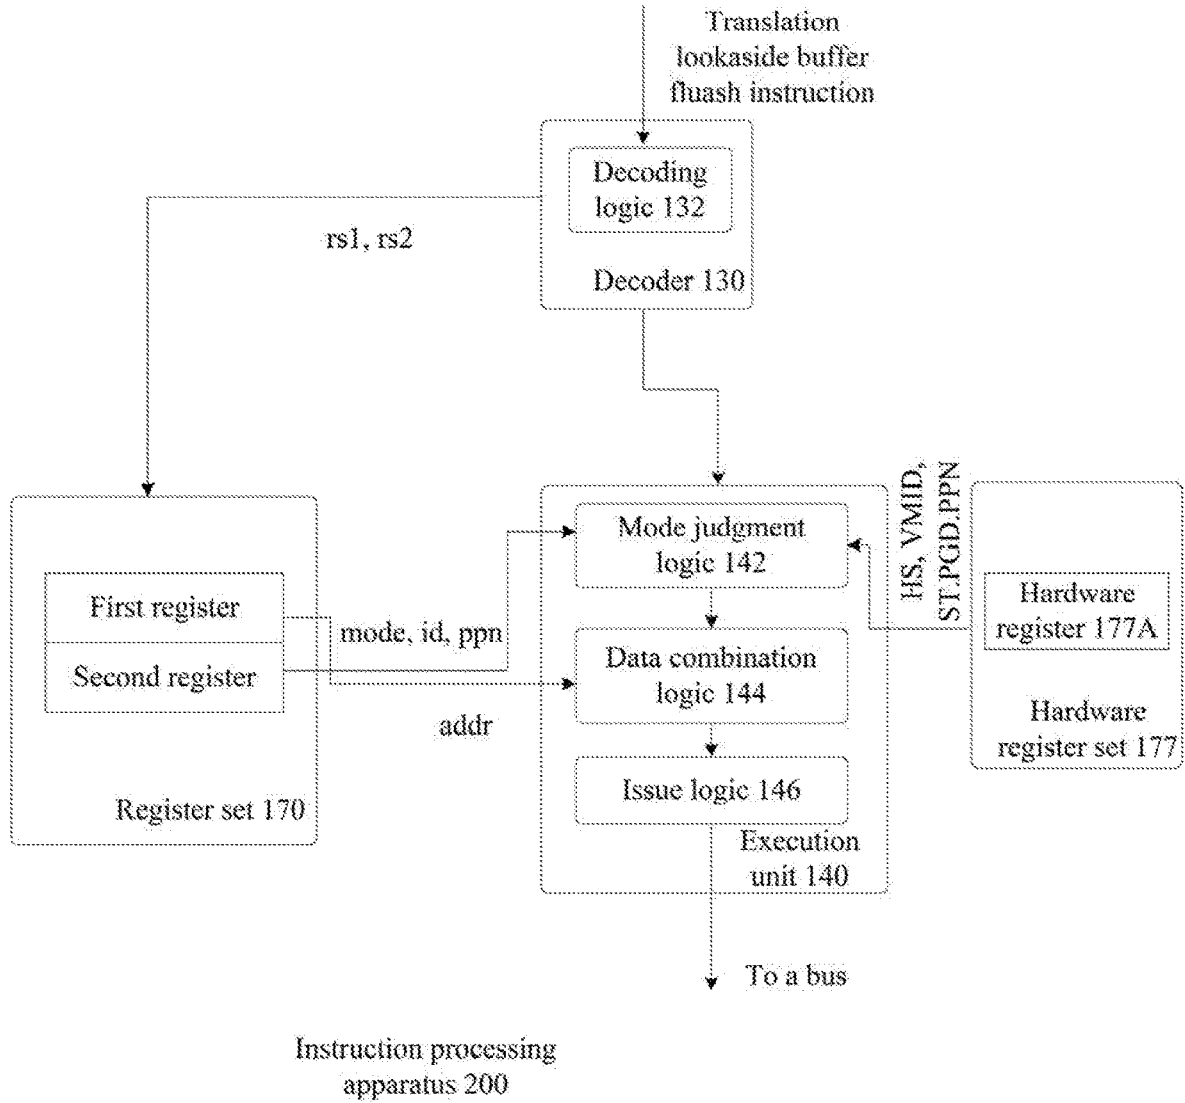 Translation
lookaside buffer
fluash instruction
Decoding
logic 132
rs1, rs2
Decoder 130
HS, VMID,
ST.PGD.PPN
Mode judgment
logic 142
First register
mode, id, ppn
Hardware
register 177A
Second register
Data combination
logic 144
addr
Hardware
register set 177
Issue logic 146
Register set 170
Execution
unit 140
To a bus
Instruction processing
apparatus 200